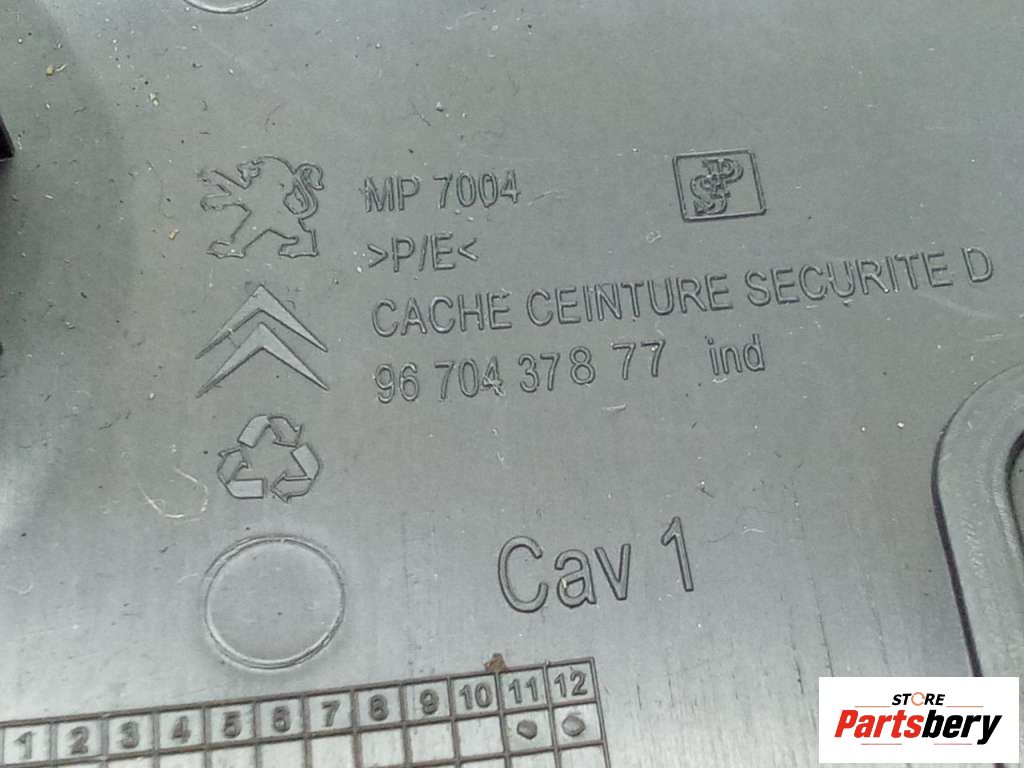 MP 7004
>P/E<
CACHE CEINTURE SECURITE D
96 704 378 77 ind
Cav 1
1 2 3 4 5 6 7 8 9 10 11 12
STORE
Partsbery